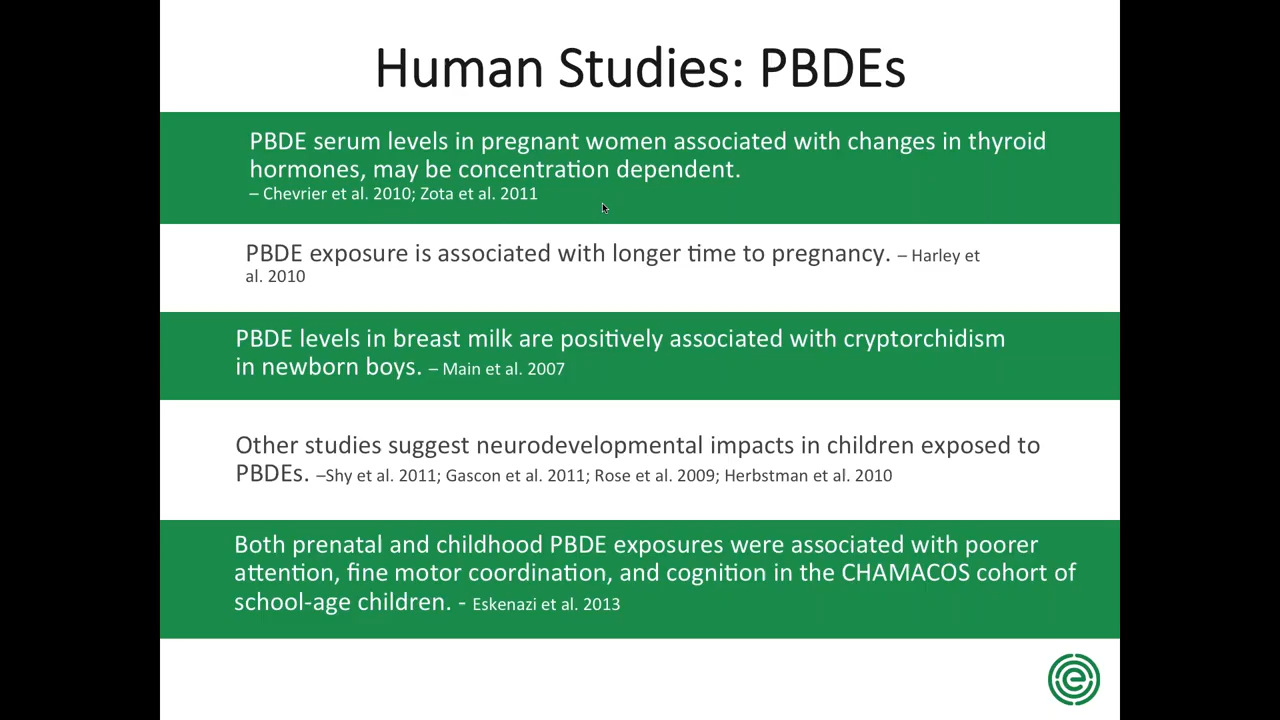 Human Studies: PBDEs
PBDE serum levels in pregnant women associated with changes in thyroid
hormones, may be concentration dependent.
– Chevrier et al. 2010; Zota et al. 2011
PBDE exposure is associated with longer time to pregnancy. – Harley et
al. 2010
PBDE levels in breast milk are positively associated with cryptorchidism
in newborn boys. – Main et al. 2007
Other studies suggest neurodevelopmental impacts in children exposed to
PBDEs. –Shy et al. 2011; Gascon et al. 2011; Rose et al. 2009; Herbstman et al. 2010
Both prenatal and childhood PBDE exposures were associated with poorer
attention, fine motor coordination, and cognition in the CHAMACOS cohort of
school-age children. - Eskenazi et al. 2013
e